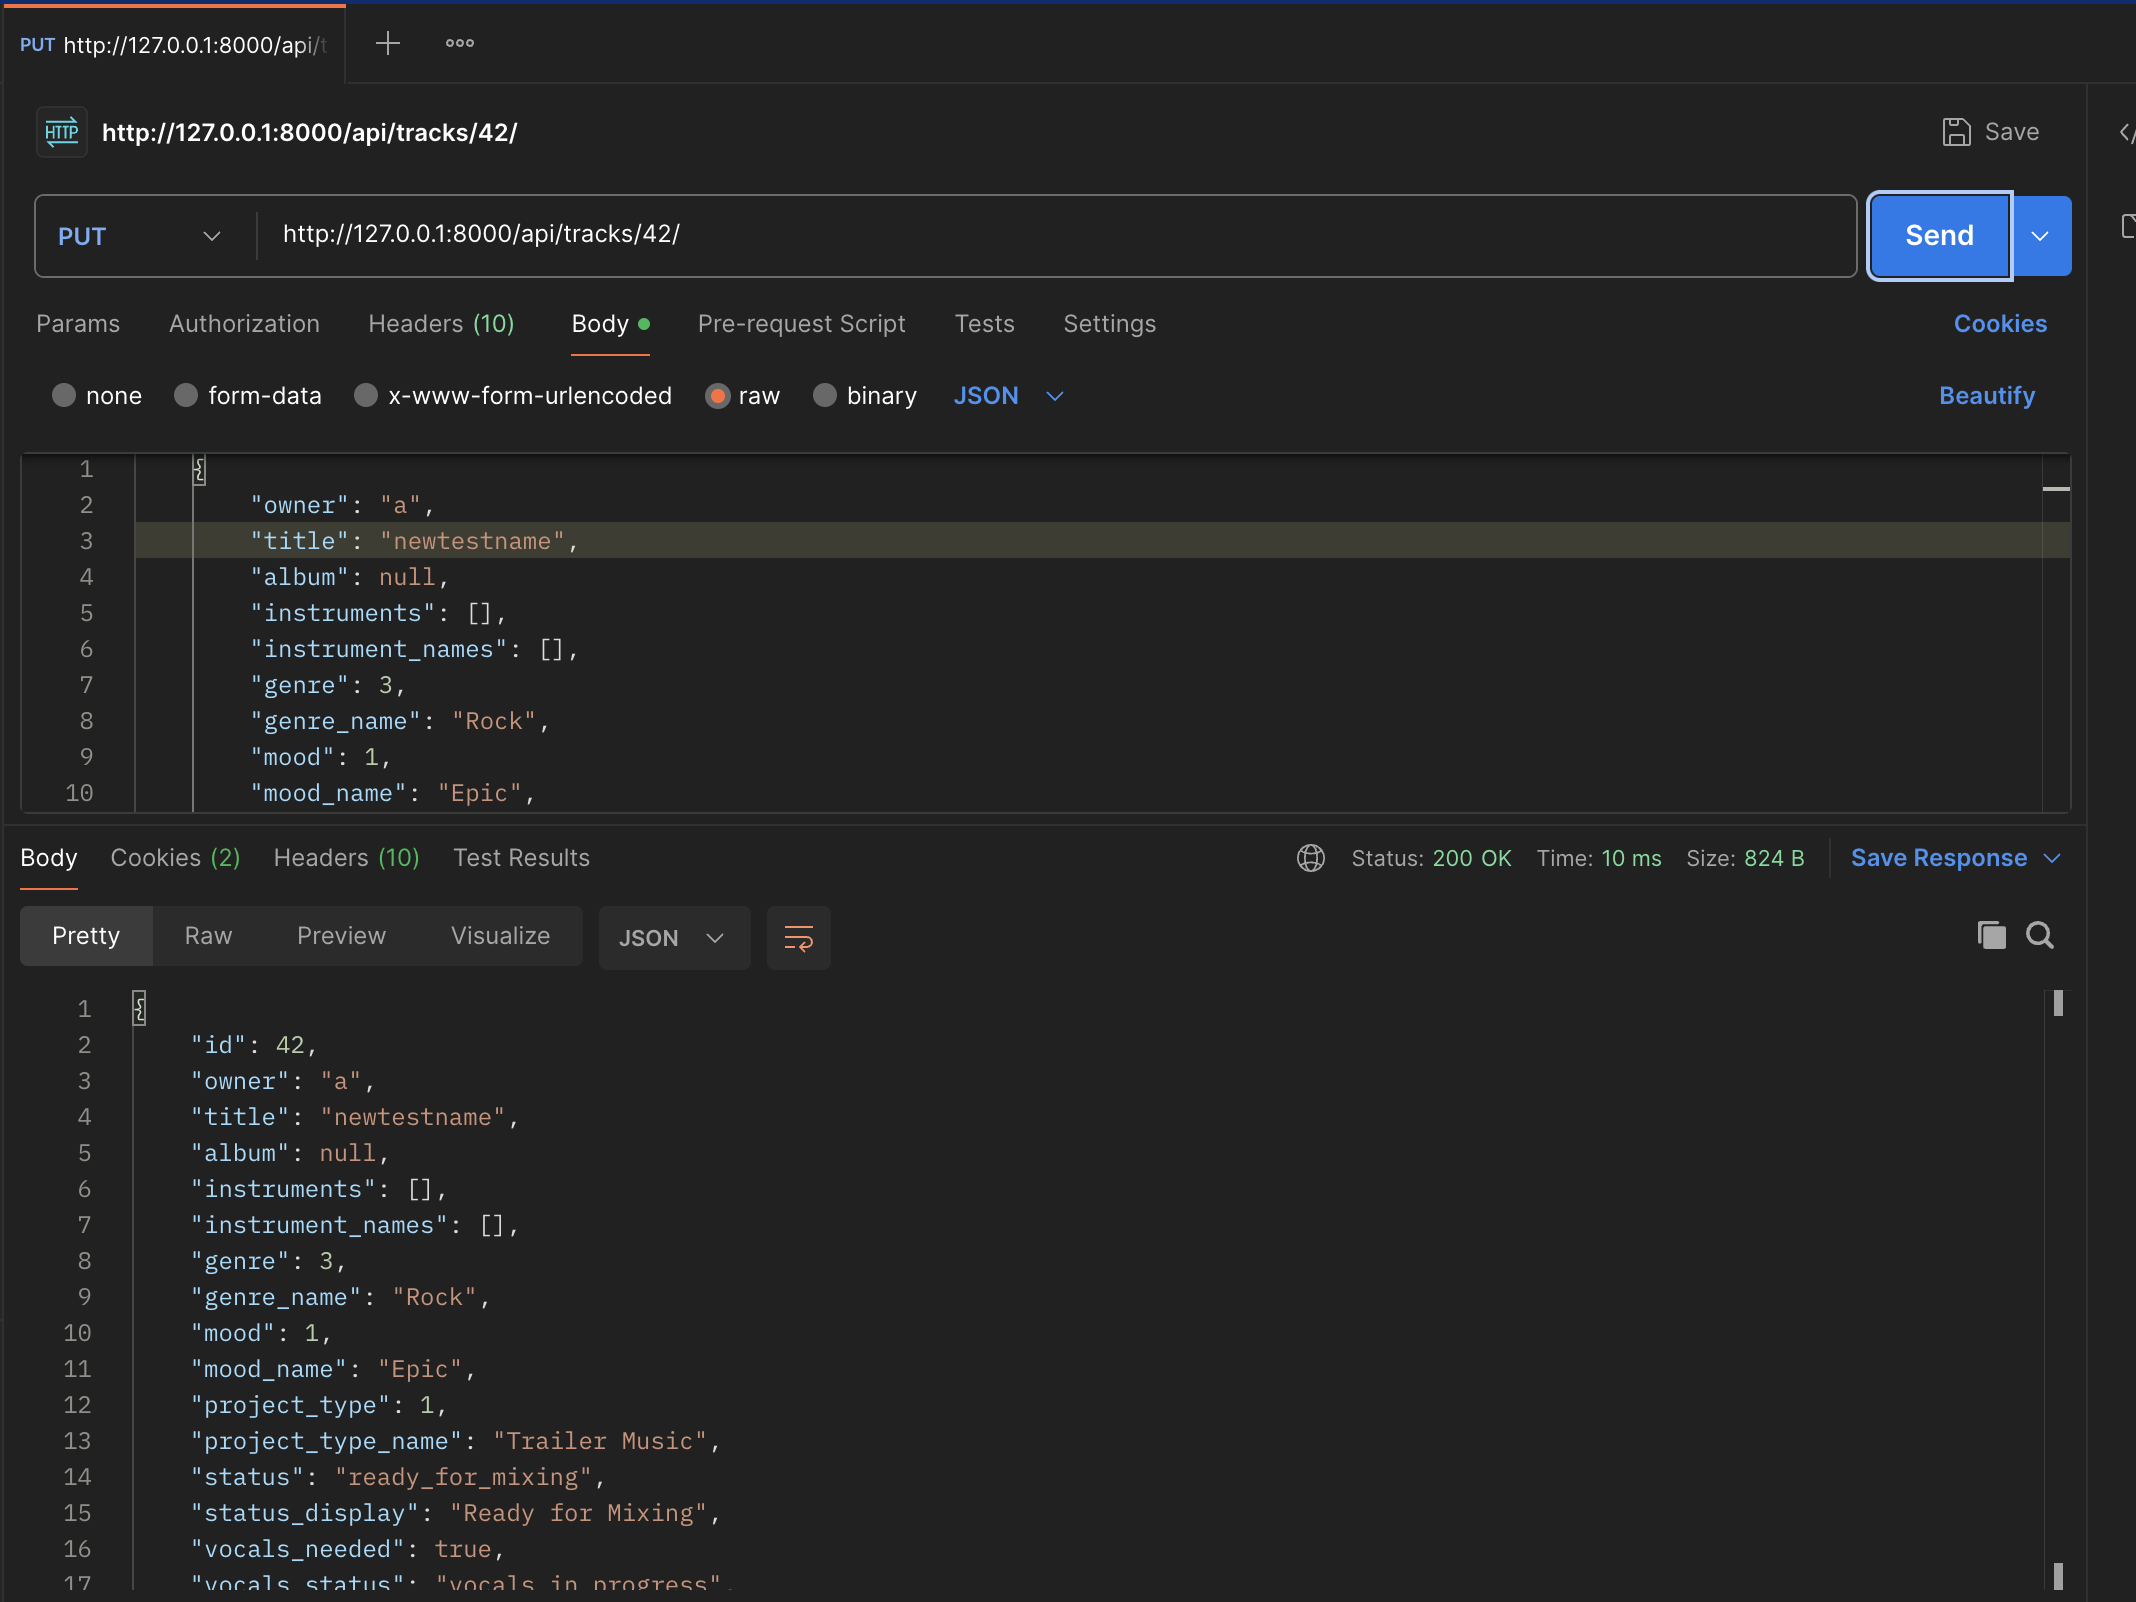 PUT http://127.0.0.1:8000/api/t
HTTP http://127.0.0.1:8000/api/tracks/42/
Save
PUT http://127.0.0.1:8000/api/tracks/42/
Send
Params Authorization Headers (10) Body Pre-request Script Tests Settings Cookies
none form-data x-www-form-urlencoded raw binary JSON Beautify
1 {
2 "owner": "a",
3 "title": "newtestname",
4 "album": null,
5 "instruments": [],
6 "instrument_names": [],
7 "genre": 3,
8 "genre_name": "Rock",
9 "mood": 1,
10 "mood_name": "Epic",
Body Cookies (2) Headers (10) Test Results Status: 200 OK Time: 10 ms Size: 824 B Save Response
Pretty Raw Preview Visualize JSON
1 {
2 "id": 42,
3 "owner": "a",
4 "title": "newtestname",
5 "album": null,
6 "instruments": [],
7 "instrument_names": [],
8 "genre": 3,
9 "genre_name": "Rock",
10 "mood": 1,
11 "mood_name": "Epic",
12 "project_type": 1,
13 "project_type_name": "Trailer Music",
14 "status": "ready_for_mixing",
15 "status_display": "Ready for Mixing",
16 "vocals_needed": true,
17 "vocals_status": "vocals_in_progress",